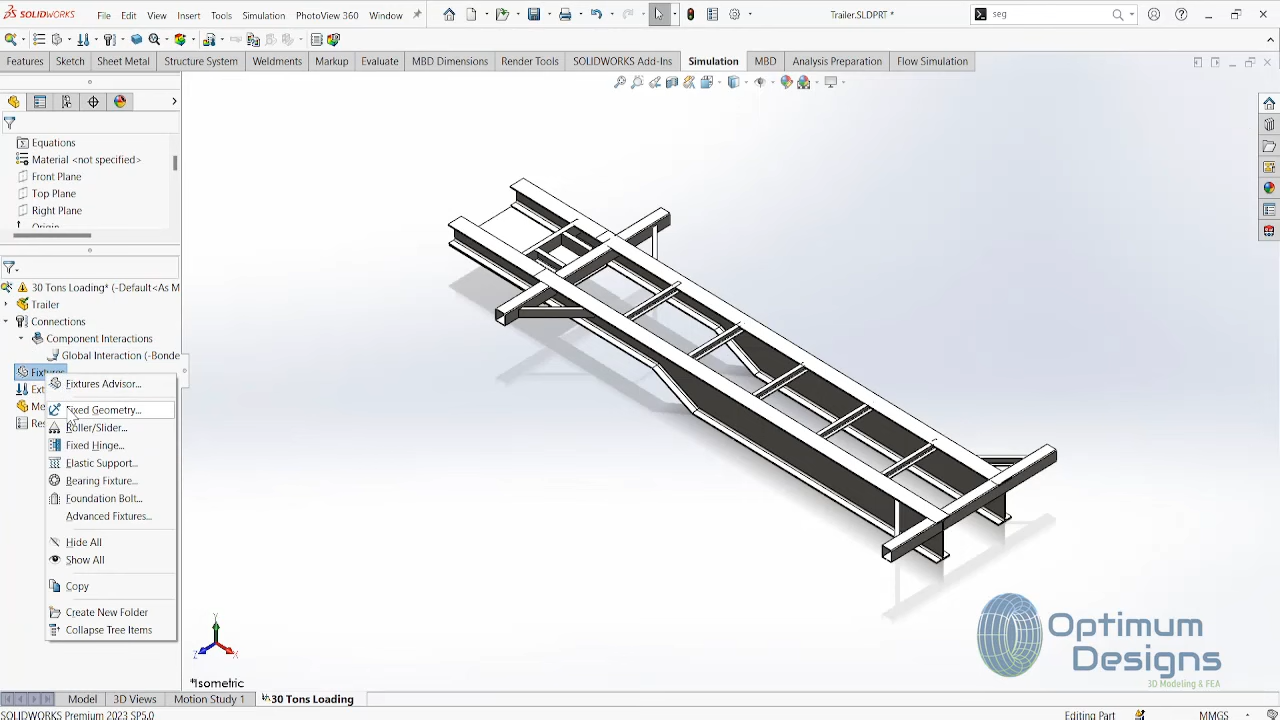 SOLIDWORKS File Edit View Insert Tools Simulation PhotoView 360 Window Trailer.SLDPRT * seg
Features Sketch Sheet Metal Structure System Weldments Markup Evaluate MBD Dimensions Render Tools SOLIDWORKS Add-Ins Simulation MBD Analysis Preparation Flow Simulation
Equations
Material <not specified>
Front Plane
Top Plane
Right Plane
Origin
30 Tons Loading* (-Default<As M
Trailer
Connections
Component Interactions
Global Interaction (-Bonde
Fixtures
Fixtures Advisor...
Ext
Fixed Geometry...
Me
Roller/Slider...
Res
Fixed Hinge...
Elastic Support...
Bearing Fixture...
Foundation Bolt...
Advanced Fixtures...
Hide All
Show All
Copy
Create New Folder
Collapse Tree Items
Y
Z X
*Isometric
Optimum
Designs
3D Modeling & FEA
Model 3D Views Motion Study 1 30 Tons Loading
SOLIDWORKS Premium 2023 SP5.0 Editing Part MMGS